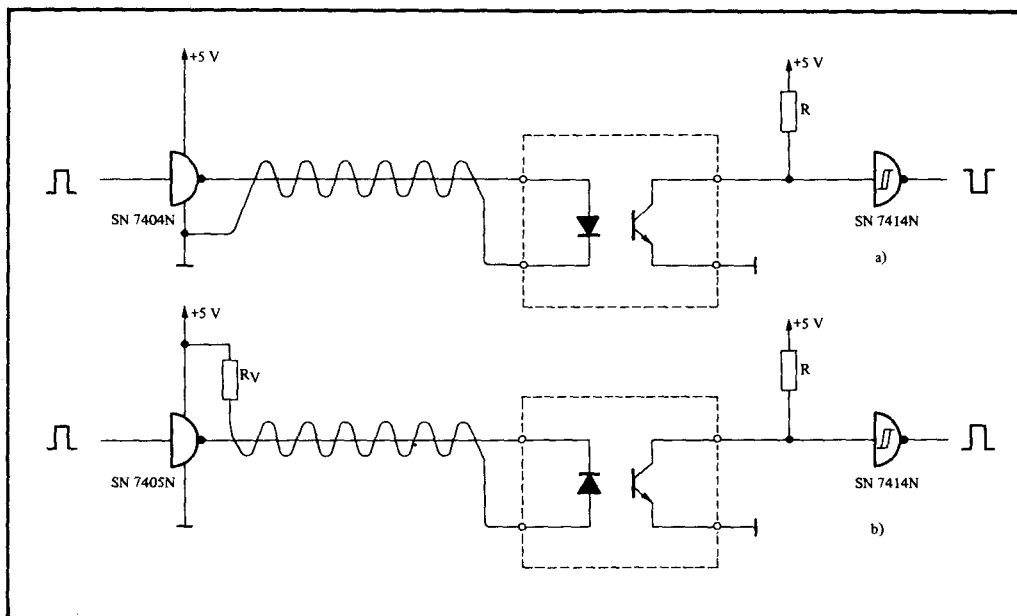 +5 V
+5 V
R
SN 7404N
SN 7414N
a)
+5 V
+5 V
RV
R
SN 7405N
SN 7414N
b)